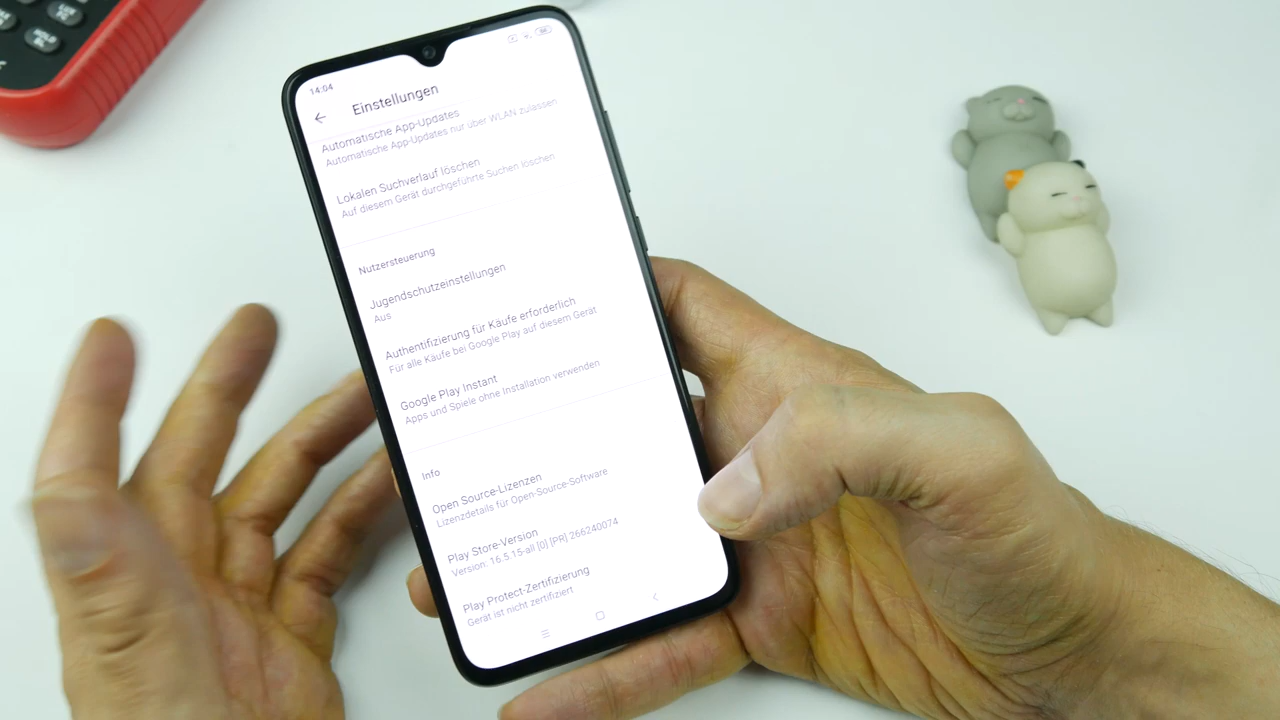 LOW
HOLD
14:04
Einstellungen
Automatische App-Updates
Automatische App-Updates nur über WLAN zulassen
Lokalen Suchverlauf löschen
Auf diesem Gerät durchgeführte Suchen löschen
Nutzersteuerung
Jugendschutzeinstellungen
Aus
Authentifizierung für Käufe erforderlich
Für alle Käufe bei Google Play auf diesem Gerät
Google Play Instant
Apps und Spiele ohne Installation verwenden
Info
Open Source-Lizenzen
Lizenzdetails für Open-Source-Software
Play Store-Version
Version: 16.5.15-all [0] [PR] 266240074
Play Protect-Zertifizierung
Gerät ist nicht zertifiziert